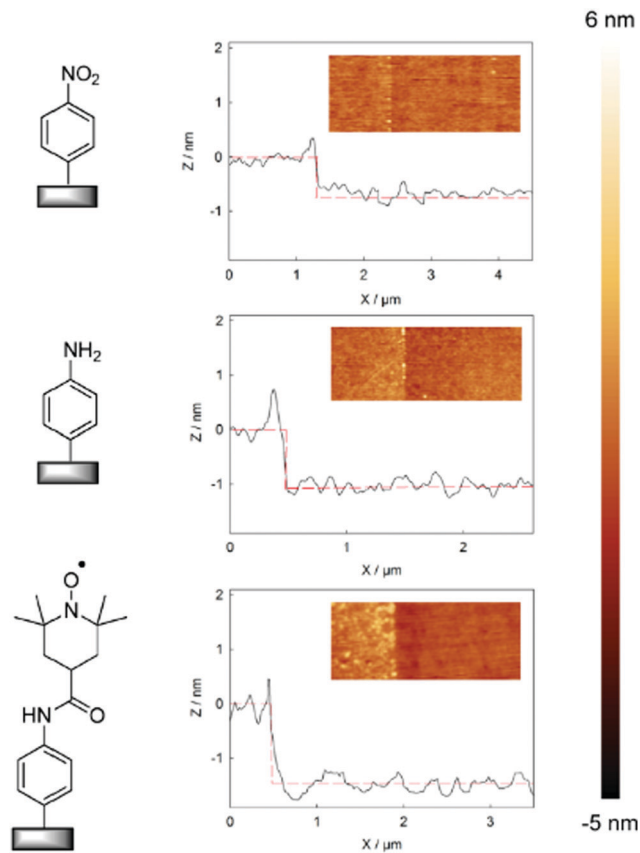 6 nm
NO₂
2
1
0
-1
Z / nm
0 1 2 3 4
X / µm
NH₂
2
1
0
-1
Z / nm
0 1 2
X / µm
O•
N
HN
O
2
1
0
-1
Z / nm
0 1 2 3
X / µm
-5 nm